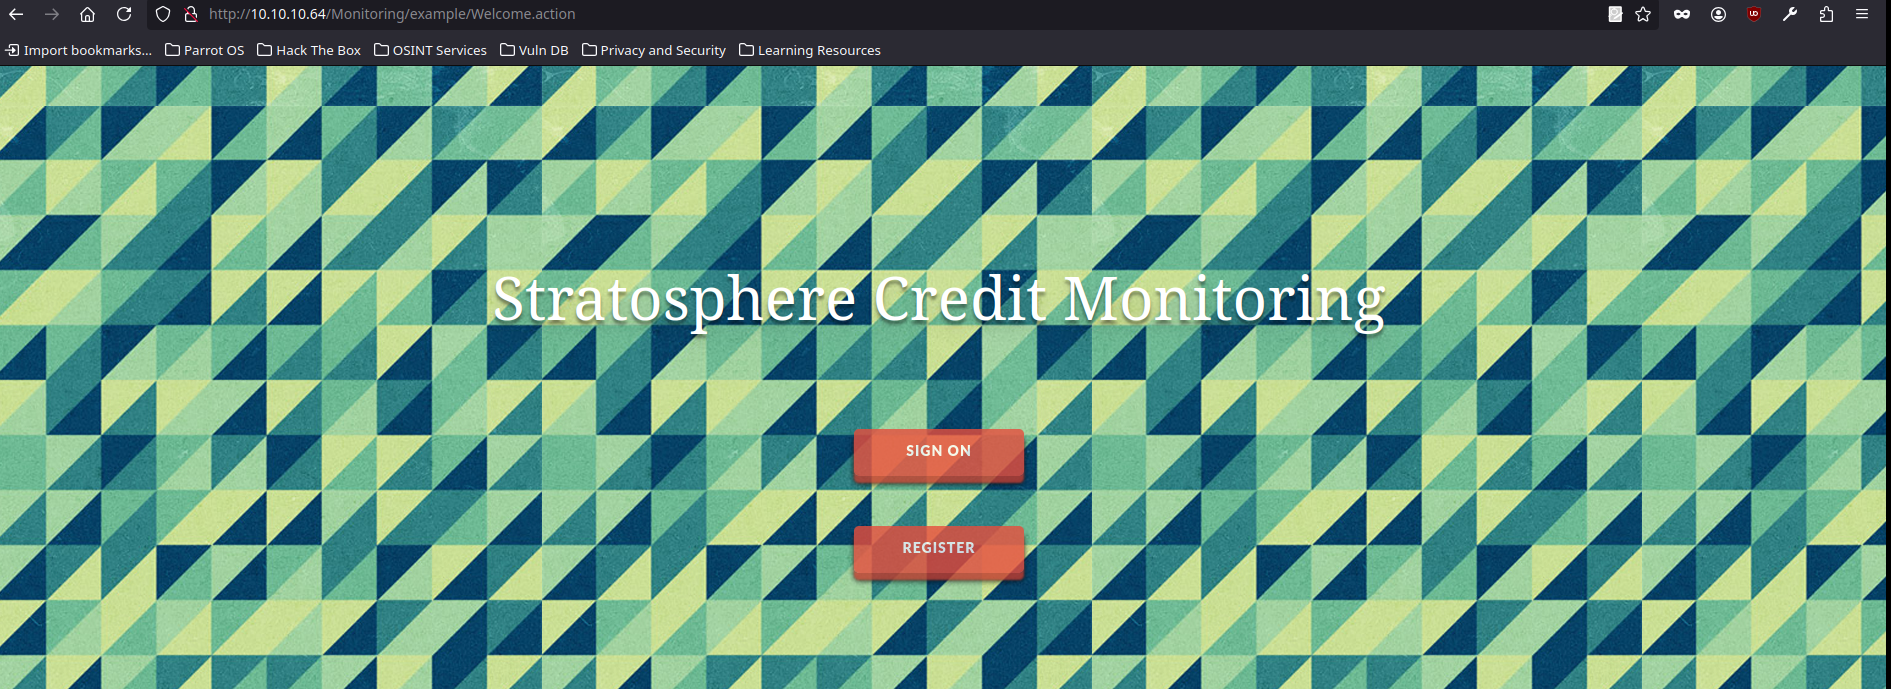 http://10.10.10.64/Monitoring/example/Welcome.action
Import bookmarks... Parrot OS Hack The Box OSINT Services Vuln DB Privacy and Security Learning Resources
Stratosphere Credit Monitoring
SIGN ON
REGISTER